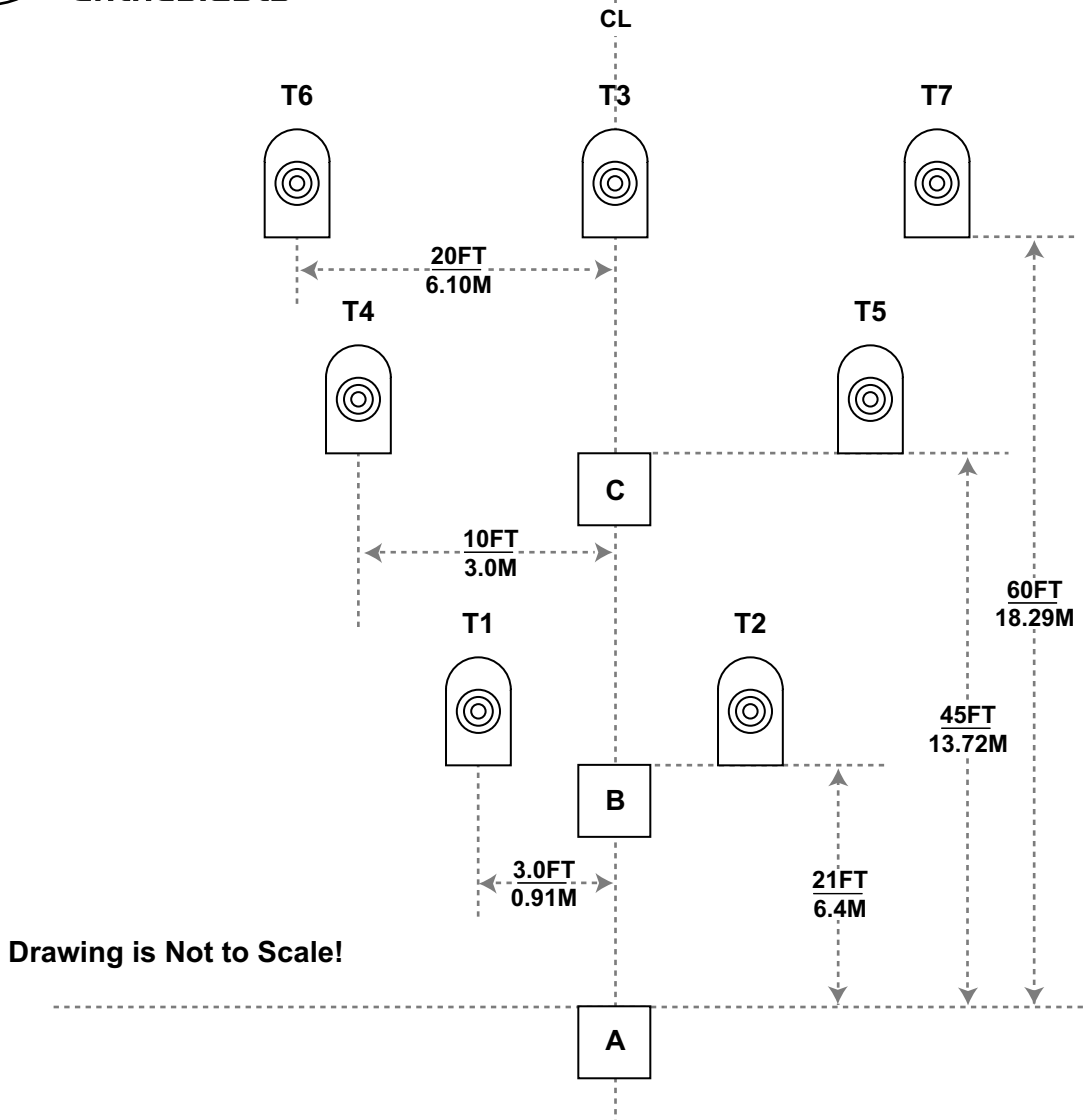 CL
T6
T3
T7
20FT
6.10M
T4
T5
C
10FT
3.0M
60FT
18.29M
T1
T2
45FT
13.72M
B
3.0FT
0.91M
21FT
6.4M
Drawing is Not to Scale!
A